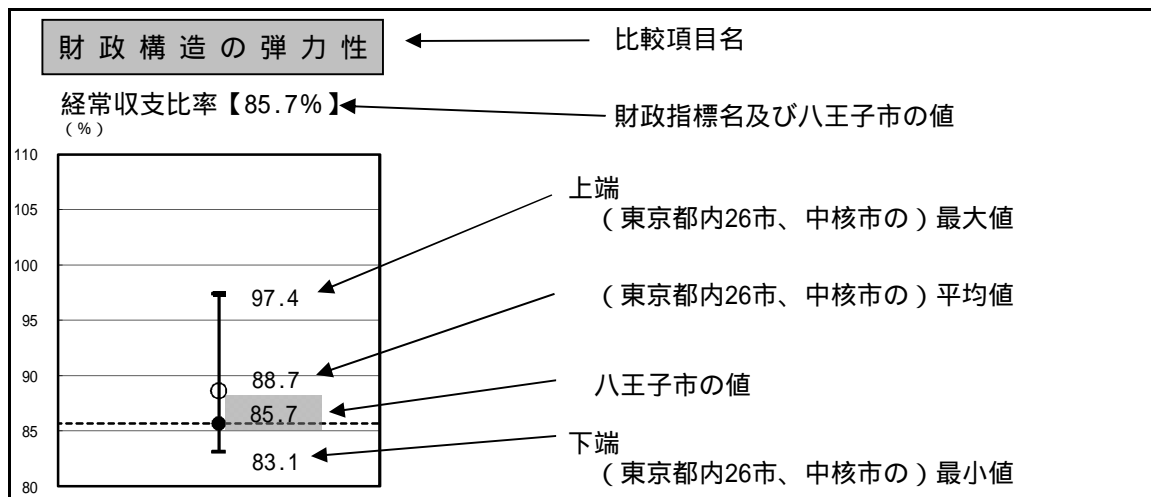 財政構造の弾力性
比較項目名
経常収支比率【85.7%】
(%)
財政指標名及び八王子市の値
110
105
100
95
90
85
80
97.4
88.7
85.7
83.1
上端
(東京都内26市、中核市の)最大値
(東京都内26市、中核市の)平均値
八王子市の値
下端
(東京都内26市、中核市の)最小値